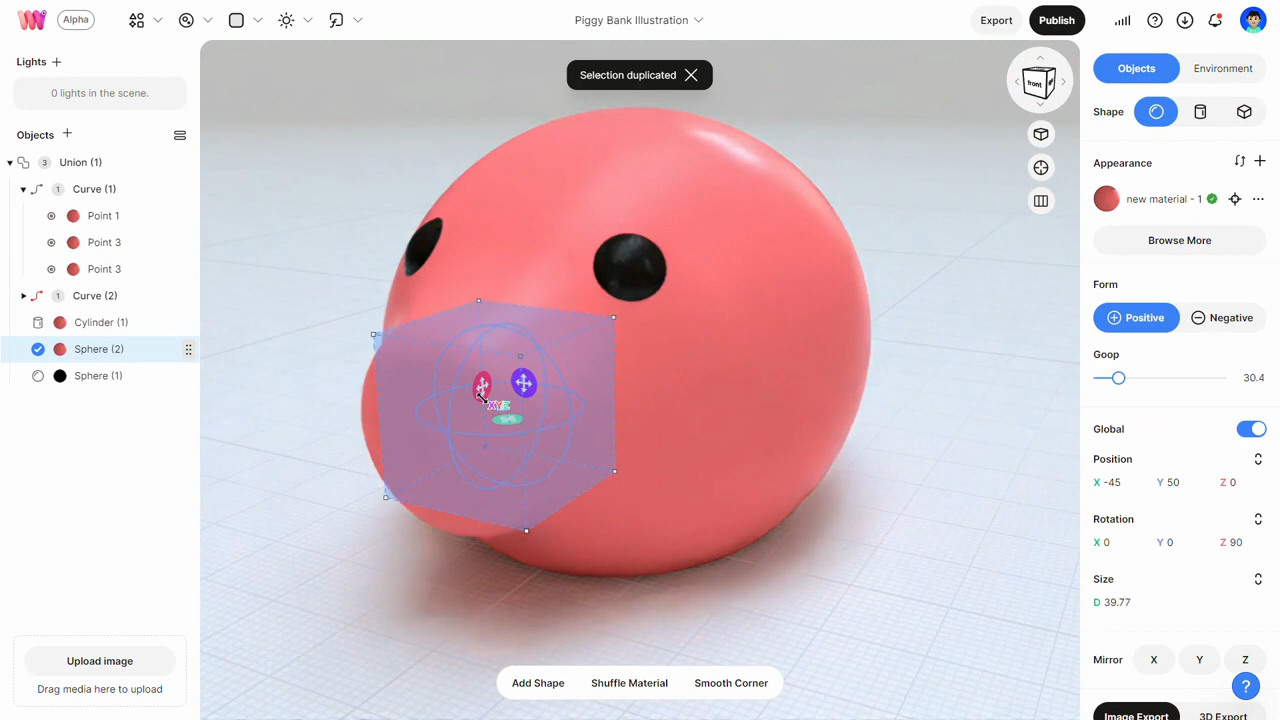 Alpha
Piggy Bank Illustration
Export
Publish
Lights
0 lights in the scene.
Objects
3 Union (1)
1 Curve (1)
Point 1
Point 3
Point 3
1 Curve (2)
Cylinder (1)
Sphere (2)
Sphere (1)
Upload image
Drag media here to upload
Selection duplicated
front
XYZ
Add Shape
Shuffle Material
Smooth Corner
Objects
Environment
Shape
Appearance
new material - 1
Browse More
Form
Positive
Negative
Goop
30.4
Global
Position
X -45 Y 50 Z 0
Rotation
X 0 Y 0 Z 90
Size
D 39.77
Mirror X Y Z
?
Image Export
3D Export